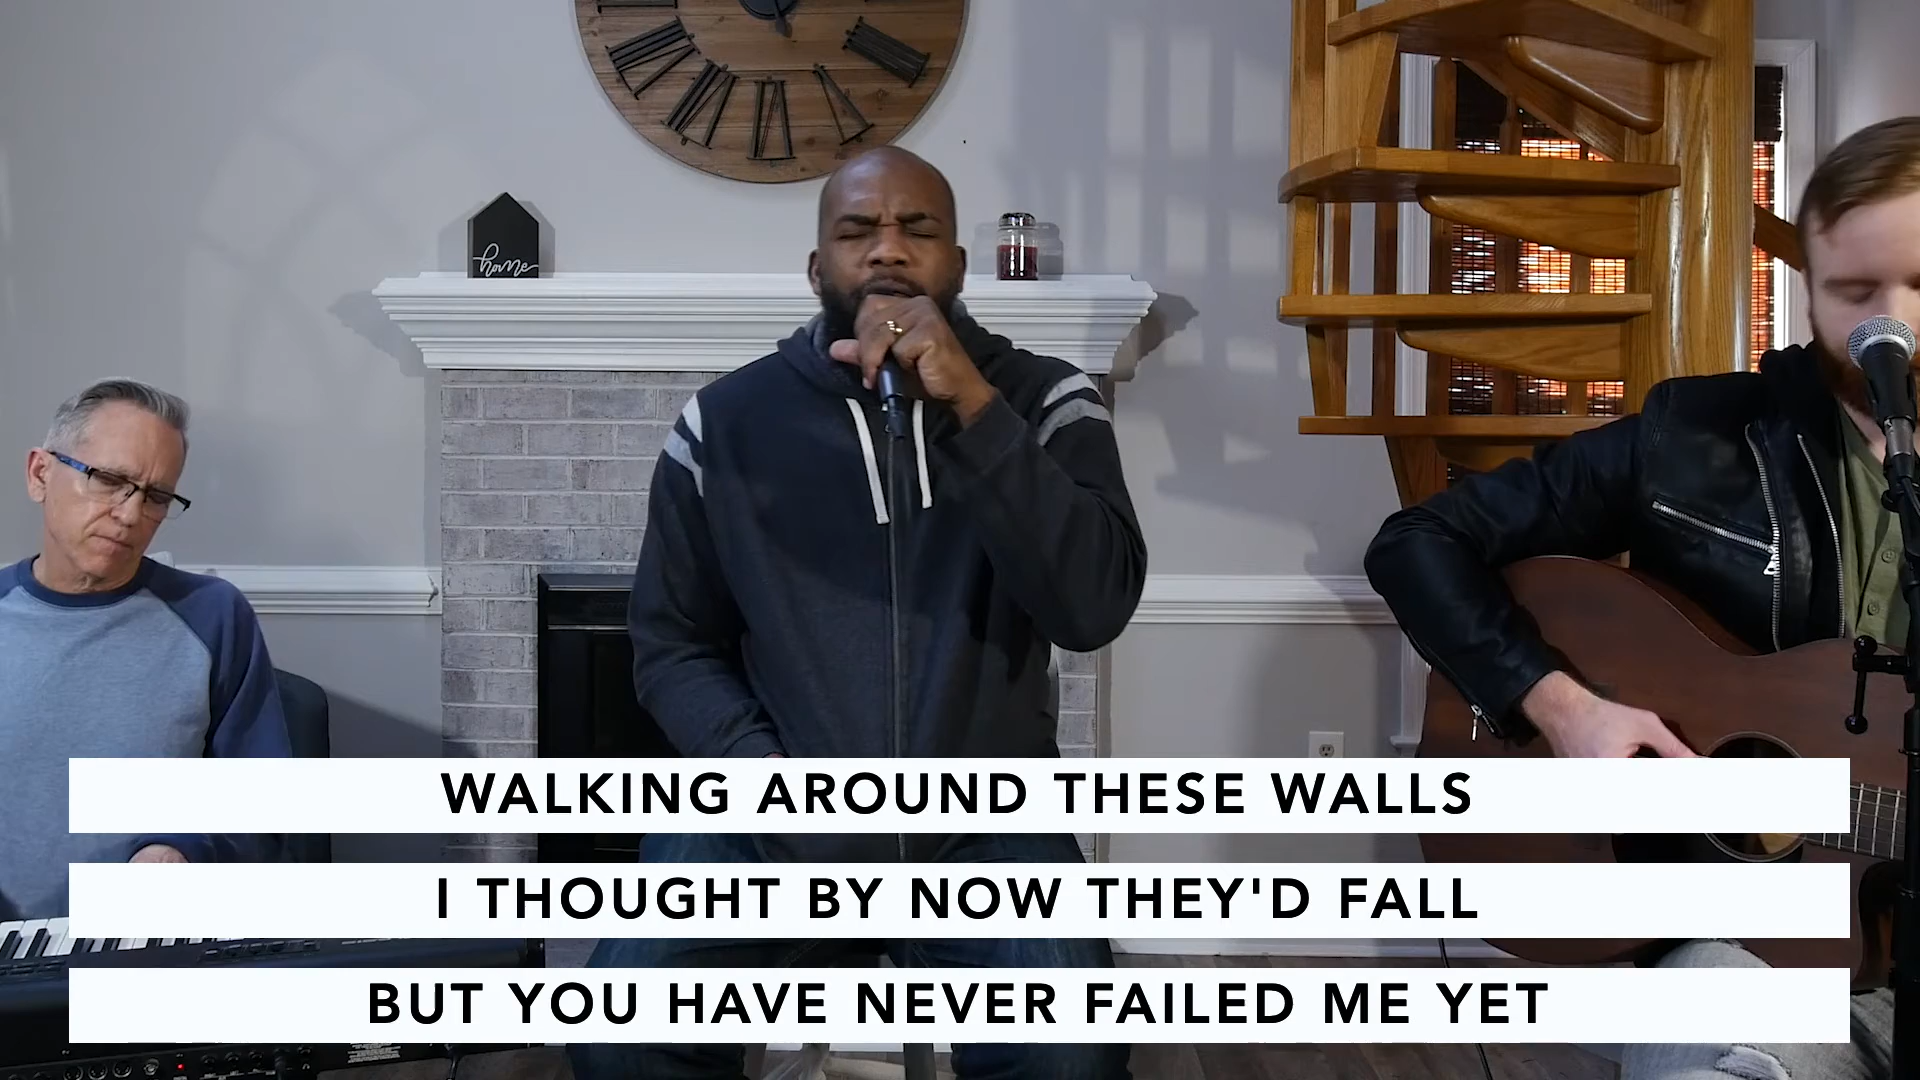 home
WALKING AROUND THESE WALLS
I THOUGHT BY NOW THEY'D FALL
BUT YOU HAVE NEVER FAILED ME YET